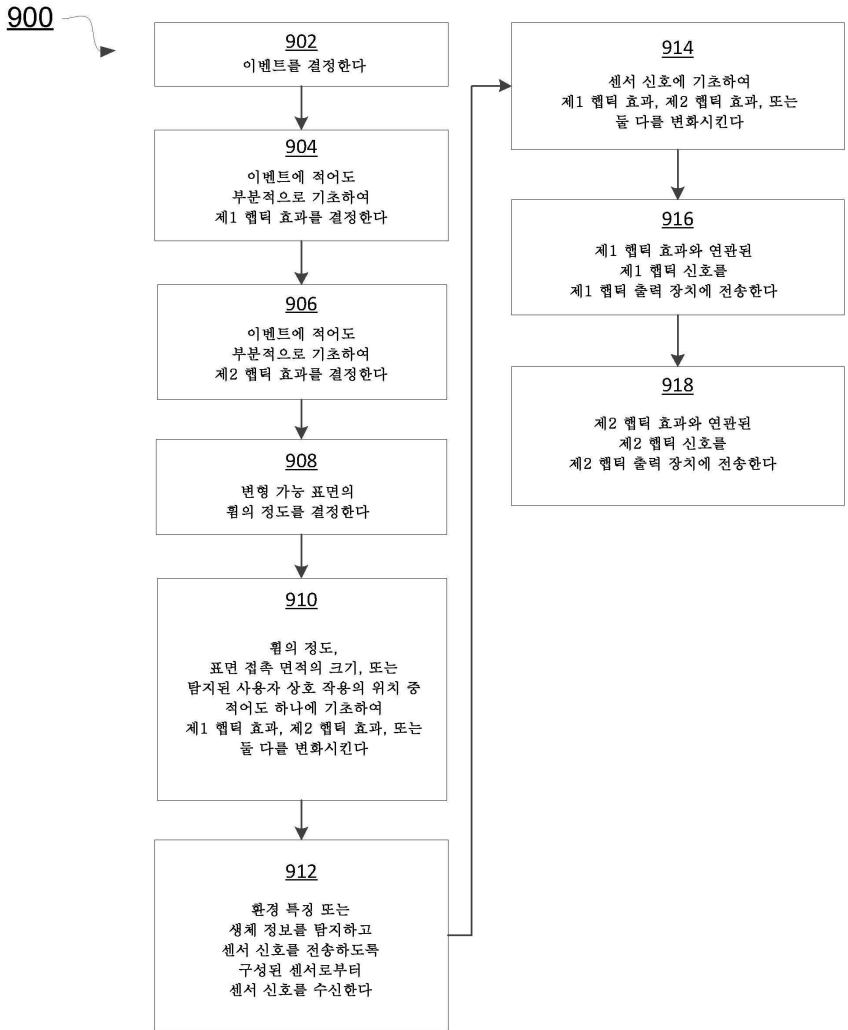 900
902
이벤트를 결정한다
904
이벤트에 적어도
부분적으로 기초하여
제1 햅틱 효과를 결정한다
906
이벤트에 적어도
부분적으로 기초하여
제2 햅틱 효과를 결정한다
908
변형 가능 표면의
휨의 정도를 결정한다
910
휨의 정도,
표면 접촉 면적의 크기, 또는
탐지된 사용자 상호 작용의 위치 중
적어도 하나에 기초하여
제1 햅틱 효과, 제2 햅틱 효과, 또는
둘 다를 변화시킨다
912
환경 특징 또는
생체 정보를 탐지하고
센서 신호를 전송하도록
구성된 센서로부터
센서 신호를 수신한다
914
센서 신호에 기초하여
제1 햅틱 효과, 제2 햅틱 효과, 또는
둘 다를 변화시킨다
916
제1 햅틱 효과와 연관된
제1 햅틱 신호를
제1 햅틱 출력 장치에 전송한다
918
제2 햅틱 효과와 연관된
제2 햅틱 신호를
제2 햅틱 출력 장치에 전송한다